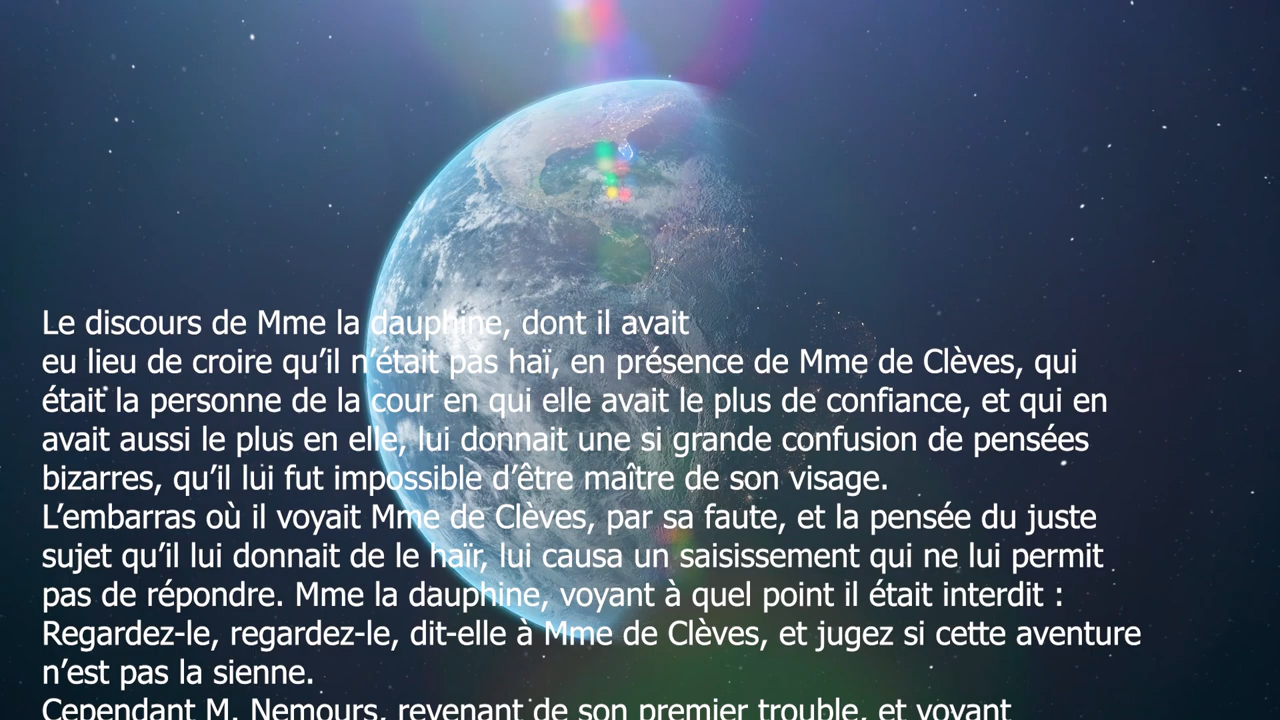 Le discours de Mme la dauphine, dont il avait
eu lieu de croire qu’il n’était pas haï, en présence de Mme de Clèves, qui
était la personne de la cour en qui elle avait le plus de confiance, et qui en
avait aussi le plus en elle, lui donnait une si grande confusion de pensées
bizarres, qu’il lui fut impossible d’être maître de son visage.
L’embarras où il voyait Mme de Clèves, par sa faute, et la pensée du juste
sujet qu’il lui donnait de le haïr, lui causa un saisissement qui ne lui permit
pas de répondre. Mme la dauphine, voyant à quel point il était interdit :
Regardez-le, regardez-le, dit-elle à Mme de Clèves, et jugez si cette aventure
n’est pas la sienne.
Cependant M. Nemours, revenant de son premier trouble, et voyant